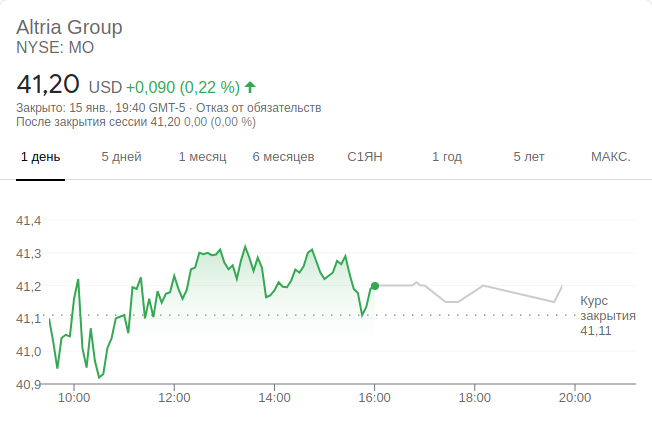 Altria Group
NYSE: MO
41,20 USD +0,090 (0,22 %)
Закрыто: 15 янв., 19:40 GMT-5 · Отказ от обязательств
После закрытия сессии 41,20 0,00 (0,00 %)
1 день 5 дней 1 месяц 6 месяцев С1ЯН 1 год 5 лет МАКС.
41,4
41,3
41,2
41,1
41,0
40,9
Курс
закрытия
41,11
10:00 12:00 14:00 16:00 18:00 20:00